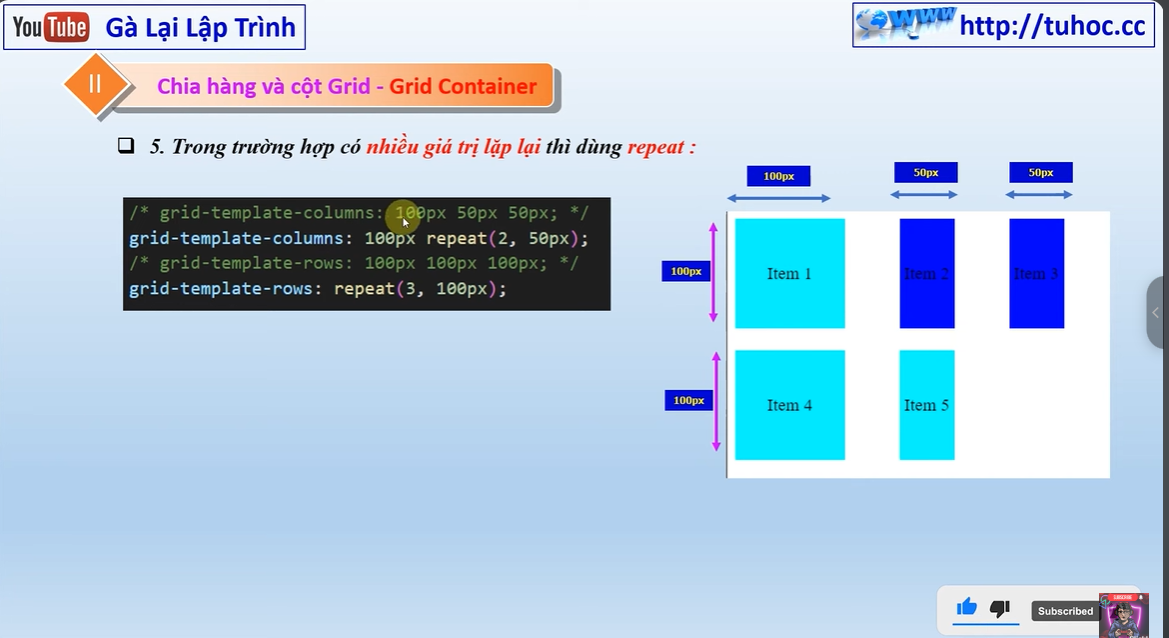 YouTube Gà Lại Lập Trình
WWW http://tuhoc.cc
II Chia hàng và cột Grid - Grid Container
5. Trong trường hợp có nhiều giá trị lặp lại thì dùng repeat :
/* grid-template-columns: 100px 50px 50px; */
grid-template-columns: 100px repeat(2, 50px);
/* grid-template-rows: 100px 100px 100px; */
grid-template-rows: repeat(3, 100px);
100px 50px 50px
100px Item 1 Item 2 Item 3
100px Item 4 Item 5
Subscribed